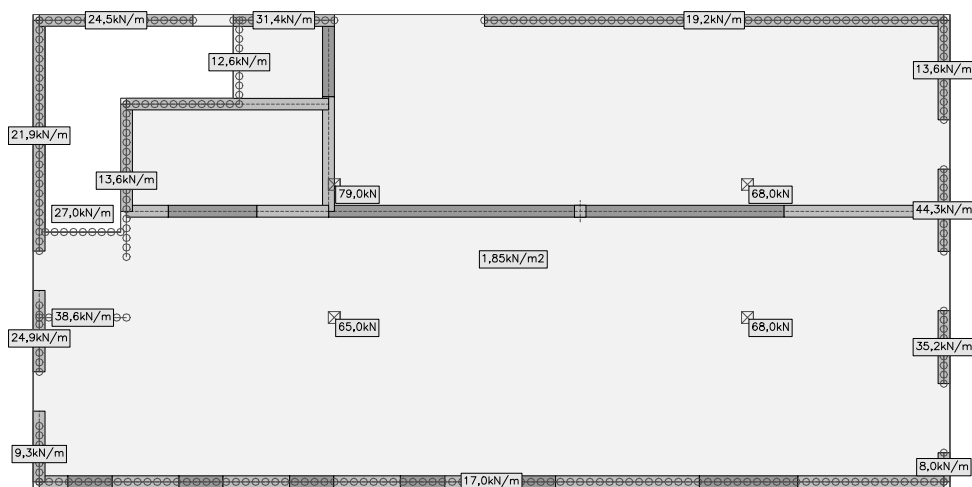 24,5kN/m
31,4kN/m
19,2kN/m
12,6kN/m
13,6kN/m
21,9kN/m
13,6kN/m
79,0kN
68,0kN
27,0kN/m
44,3kN/m
1,85kN/m2
38,6kN/m
65,0kN
68,0kN
24,9kN/m
35,2kN/m
9,3kN/m
8,0kN/m
17,0kN/m